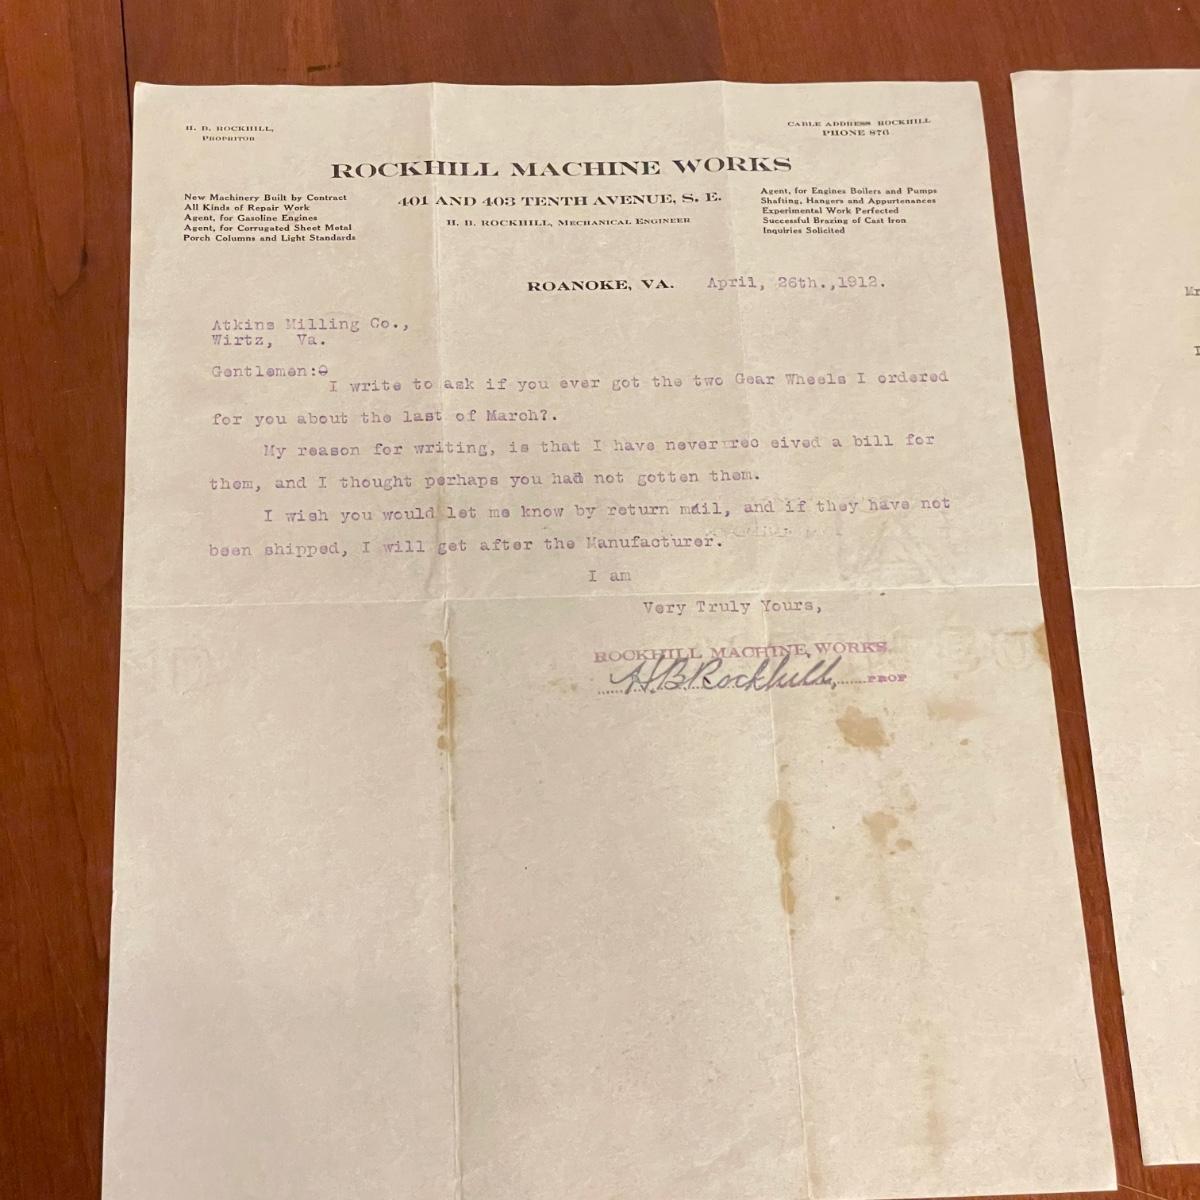 H. B. ROCKHILL,
PROPRITOR
CABLE ADDRESS ROCKHILL
PHONE 876
ROCKHILL MACHINE WORKS
401 AND 403 TENTH AVENUE, S. E.
H. B. ROCKHILL, MECHANICAL ENGINEER
New Machinery Built by Contract
All Kinds of Repair Work
Agent, for Gasoline Engines
Agent, for Corrugated Sheet Metal
Porch Columns and Light Standards
Agent, for Engines Boilers and Pumps
Shafting, Hangers and Appurtenances
Experimental Work Perfected
Successful Brazing of Cast Iron
Inquiries Solicited
ROANOKE, VA. April, 26th.,1912.
Atkins Milling Co.,
Wirtz, Va.
Gentlemen:
I write to ask if you ever got the two Gear Wheels I ordered
for you about the last of March?.
My reason for writing, is that I have never rec eived a bill for
them, and I thought perhaps you had not gotten them.
I wish you would let me know by return mail, and if they have not
been shipped, I will get after the Manufacturer.
I am
Very Truly Yours,
ROCKHILL MACHINE WORKS.
HBRockhill, PROP
Mr
I